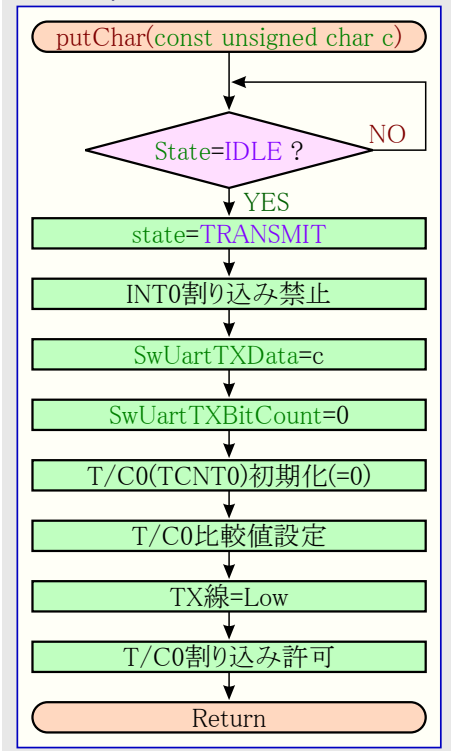 putChar(const unsigned char c)
State=IDLE ?
NO
YES
state=TRANSMIT
INT0割り込み禁止
SwUartTXData=c
SwUartTXBitCount=0
T/C0(TCNT0)初期化(=0)
T/C0比較値設定
TX線=Low
T/C0割り込み許可
Return